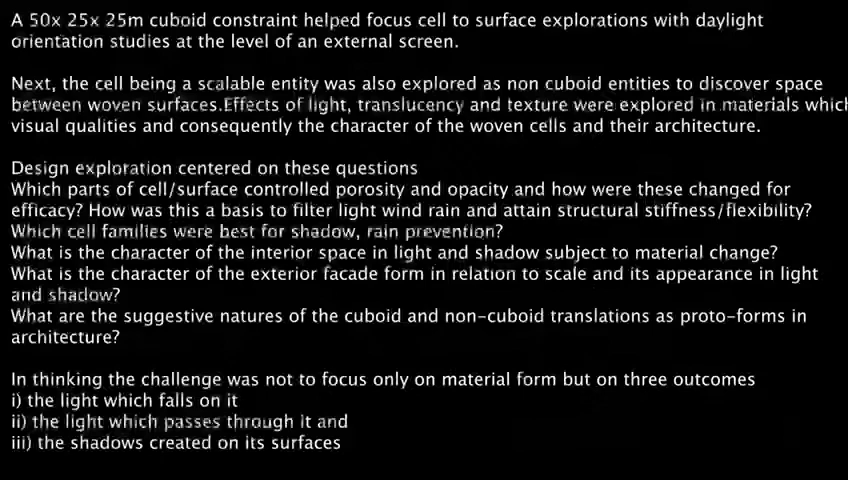 A 50x 25x 25m cuboid constraint helped focus cell to surface explorations with daylight
orientation studies at the level of an external screen.
Next, the cell being a scalable entity was also explored as non cuboid entities to discover space
between woven surfaces.Effects of light, translucency and texture were explored in materials which
visual qualities and consequently the character of the woven cells and their architecture.
Design exploration centered on these questions
Which parts of cell/surface controlled porosity and opacity and how were these changed for
efficacy? How was this a basis to filter light wind rain and attain structural stiffness/flexibility?
Which cell families were best for shadow, rain prevention?
What is the character of the interior space in light and shadow subject to material change?
What is the character of the exterior facade form in relation to scale and its appearance in light
and shadow?
What are the suggestive natures of the cuboid and non-cuboid translations as proto-forms in
architecture?
In thinking the challenge was not to focus only on material form but on three outcomes
i) the light which falls on it
ii) the light which passes through it and
iii) the shadows created on its surfaces